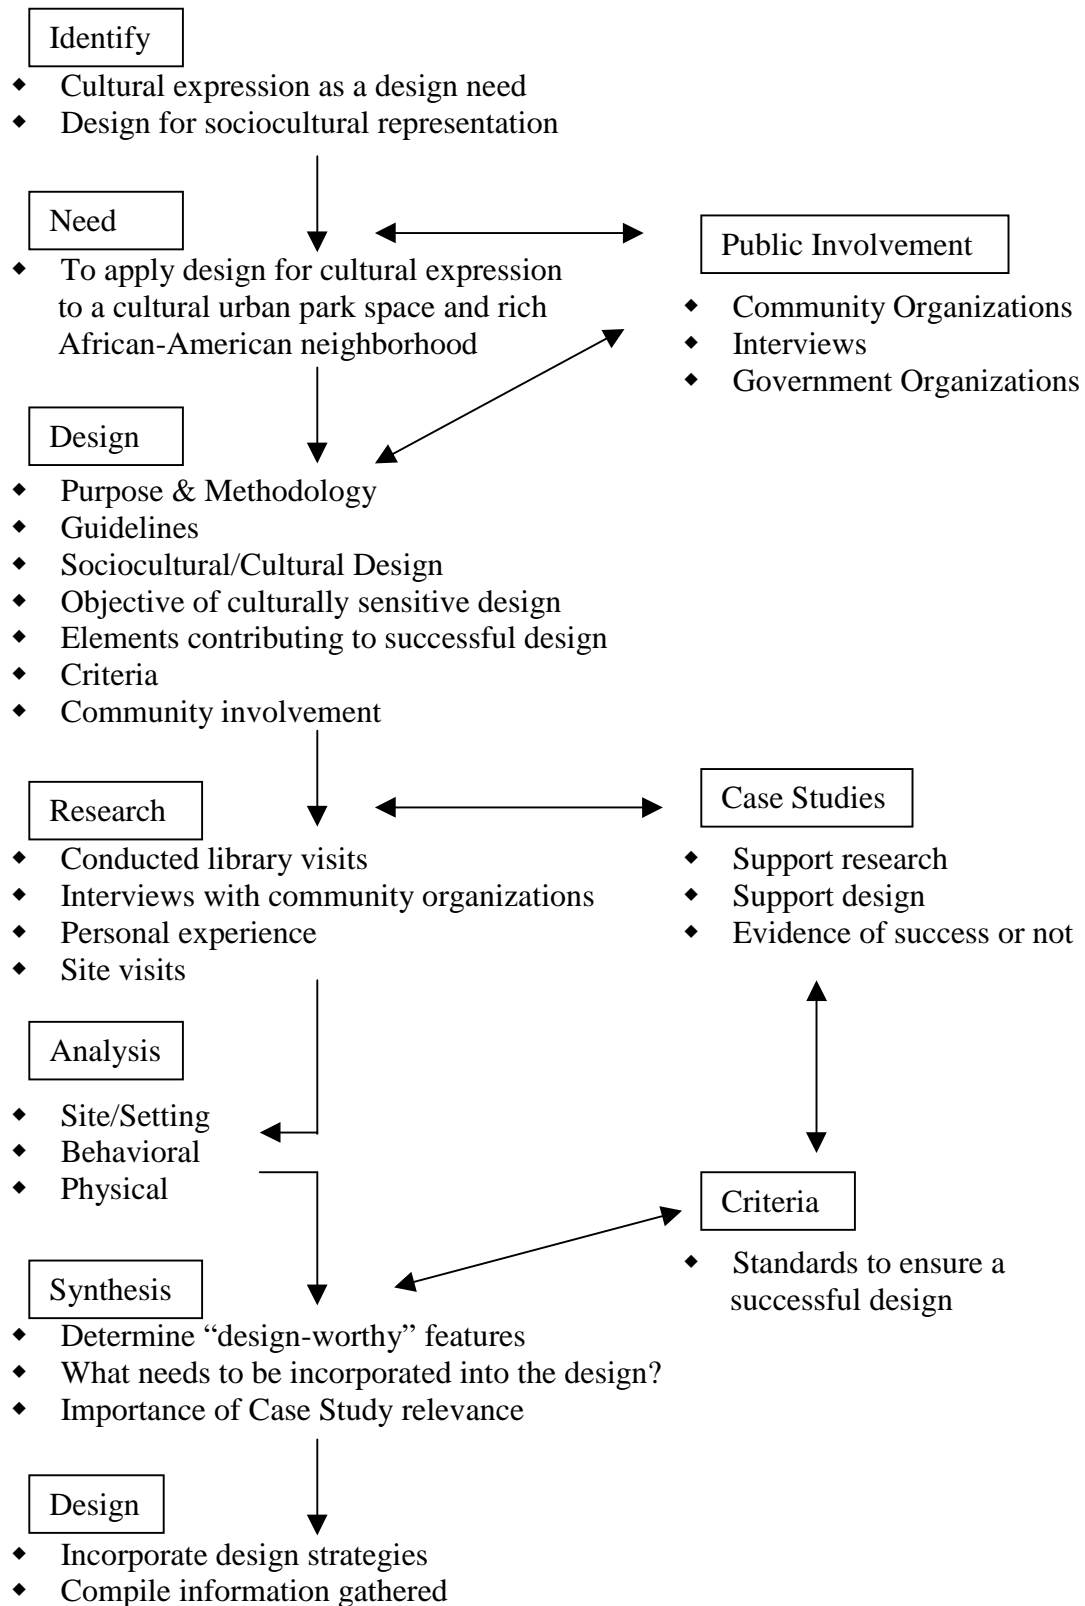 Identify
◆ Cultural expression as a design need
◆ Design for sociocultural representation
Need
◆ To apply design for cultural expression
to a cultural urban park space and rich
African-American neighborhood
Public Involvement
◆ Community Organizations
◆ Interviews
◆ Government Organizations
Design
◆ Purpose & Methodology
◆ Guidelines
◆ Sociocultural/Cultural Design
◆ Objective of culturally sensitive design
◆ Elements contributing to successful design
◆ Criteria
◆ Community involvement
Research
◆ Conducted library visits
◆ Interviews with community organizations
◆ Personal experience
◆ Site visits
Case Studies
◆ Support research
◆ Support design
◆ Evidence of success or not
Analysis
◆ Site/Setting
◆ Behavioral
◆ Physical
Criteria
◆ Standards to ensure a
successful design
Synthesis
◆ Determine “design-worthy” features
◆ What needs to be incorporated into the design?
◆ Importance of Case Study relevance
Design
◆ Incorporate design strategies
◆ Compile information gathered